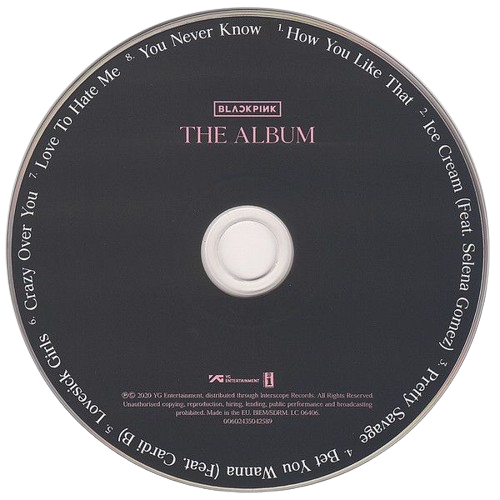 BLACKPINK
THE ALBUM
1. How You Like That
2. Ice Cream (Feat. Selena Gomez)
3. Pretty Savage
4. Bet You Wanna (Feat. Cardi B)
5. Lovesick Girls
6. Crazy Over You
7. Love To Hate Me
8. You Never Know
YG
ENTERTAINMENT
℗© 2020 YG Entertainment, distributed through Interscope Records. All Rights Reserved.
Unauthorised copying, reproduction, hiring, lending, public performance and broadcasting
prohibited. Made in the EU. BIEM/SDRM. LC 06406.
00602435042589